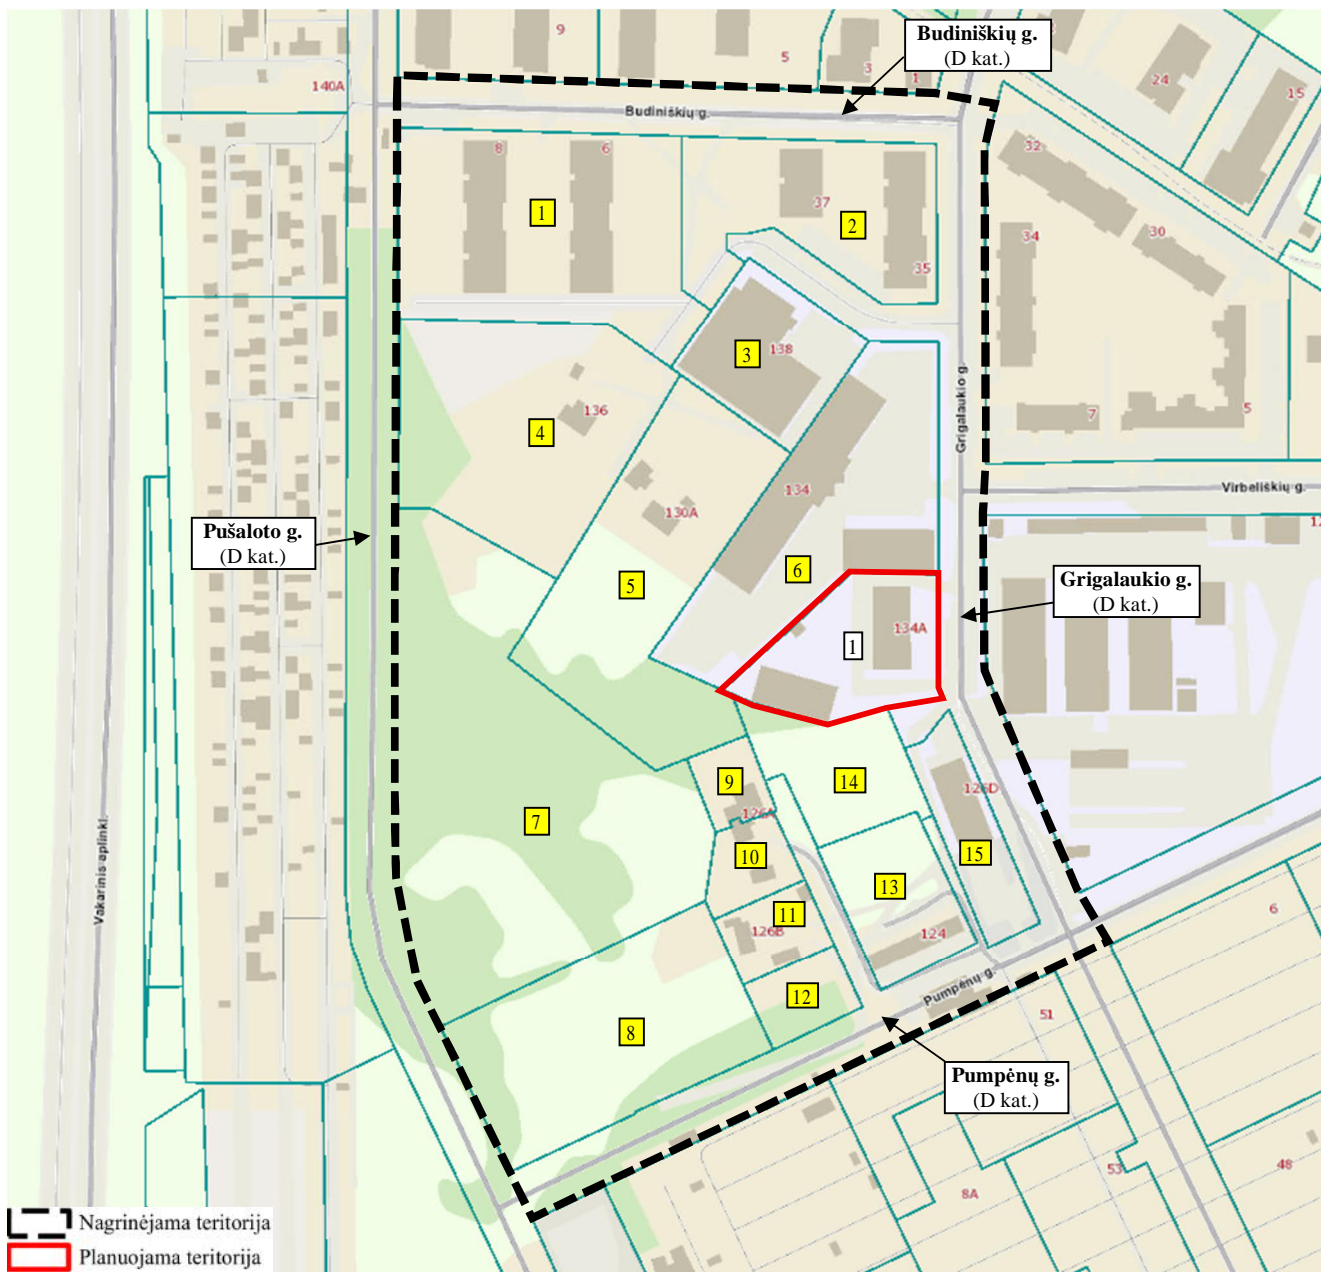 Budiniškių g.
(D kat.)
9
5
3
1
24
15
140A
Budiniškių g.
32
8
6
37
1
2
35
34
30
3
138
Grigalaukio g.
136
4
7
5
134
Virbeliškių g.
130A
Pušaloto g.
(D kat.)
6
5
Grigalaukio g.
(D kat.)
134A
1
9
14
126D
126A
7
10
15
13
11
126B
124
6
Vakarinis aplinkl.
12
Pumpėnų g.
8
51
Pumpėnų g.
(D kat.)
53
48
8A
Nagrinėjama teritorija
Planuojama teritorija